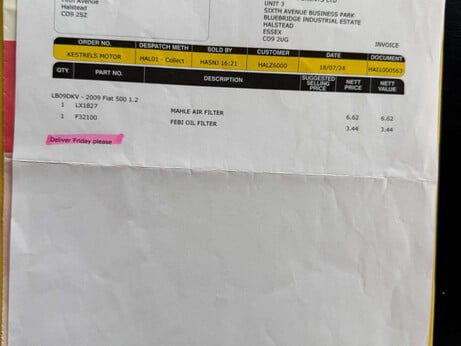 Avenue
Halstead
CO9 2SZ
UNIT 3
SIXTH AVENUE BUSINESS PARK
BLUEBRIDGE INDUSTRIAL ESTATE
HALSTEAD
ESSEX
CO9 2UG
INVOICE
ORDER NO. DESPATCH METH SOLD BY CUSTOMER DATE DOCUMENT
KESTRELS MOTOR HAL01 - Collect HASNJ 16:21 HALZ6000 18/07/24 HAI1000563
QTY. PART NO. DESCRIPTION SUGGESTED SELLING PRICE NETT PRICE NETT VALUE
LB09DKV - 2009 Fiat 500 1.2
1 LX1827 MAHLE AIR FILTER 6.62 6.62
1 F32100 FEBI OIL FILTER 3.44 3.44
Deliver Friday please